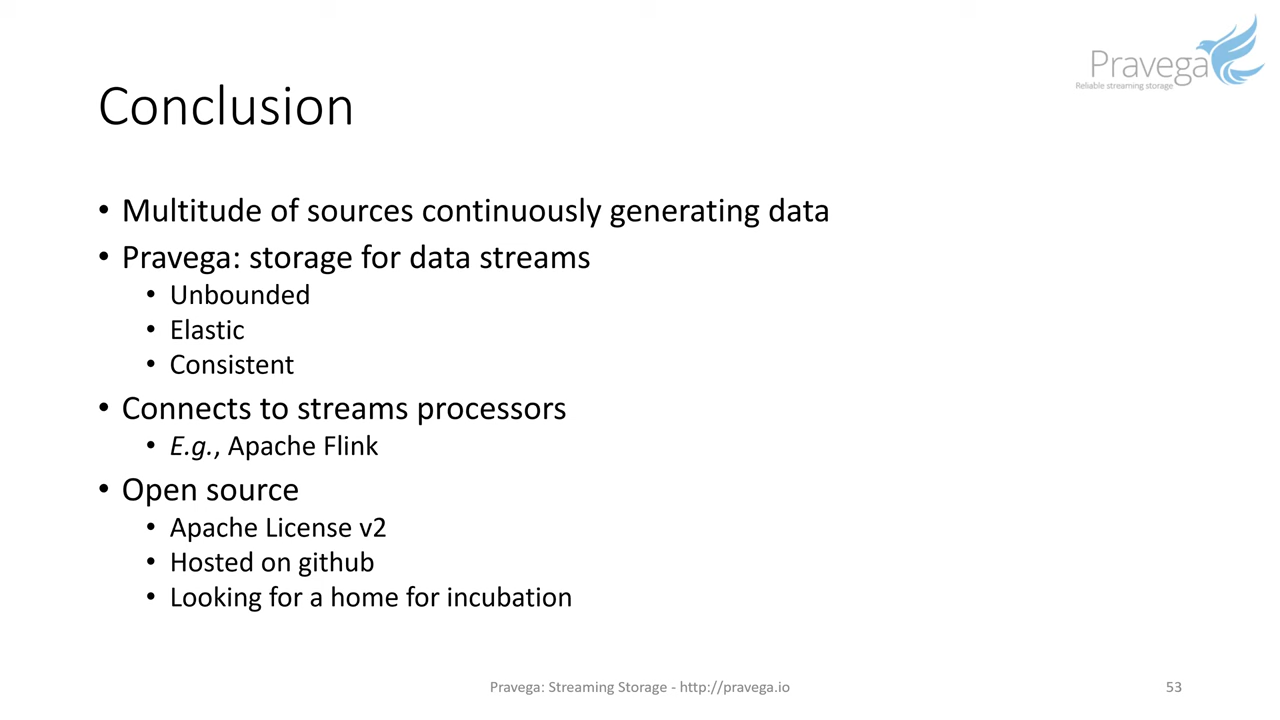 Pravega
Reliable streaming storage
Conclusion
• Multitude of sources continuously generating data
• Pravega: storage for data streams
• Unbounded
• Elastic
• Consistent
• Connects to streams processors
• E.g., Apache Flink
• Open source
• Apache License v2
• Hosted on github
• Looking for a home for incubation
Pravega: Streaming Storage - http://pravega.io
53